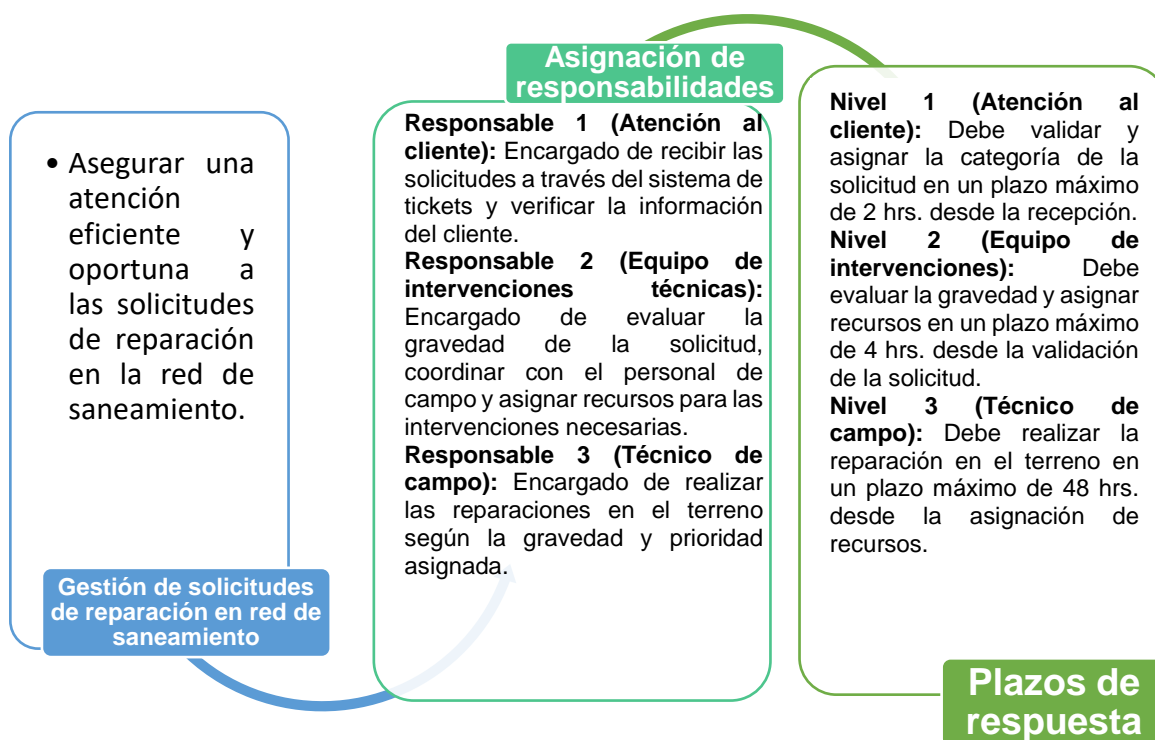 • Asegurar una
atención
eficiente y
oportuna a
las solicitudes
de reparación
en la red de
saneamiento.
Gestión de solicitudes
de reparación en red de
saneamiento
Asignación de
responsabilidades
Responsable 1 (Atención al
cliente): Encargado de recibir las
solicitudes a través del sistema de
tickets y verificar la información
del cliente.
Responsable 2 (Equipo de
intervenciones técnicas):
Encargado de evaluar la
gravedad de la solicitud,
coordinar con el personal de
campo y asignar recursos para las
intervenciones necesarias.
Responsable 3 (Técnico de
campo): Encargado de realizar
las reparaciones en el terreno
según la gravedad y prioridad
asignada.
Nivel 1 (Atención al
cliente): Debe validar y
asignar la categoría de la
solicitud en un plazo máximo
de 2 hrs. desde la recepción.
Nivel 2 (Equipo de
intervenciones): Debe
evaluar la gravedad y asignar
recursos en un plazo máximo
de 4 hrs. desde la validación
de la solicitud.
Nivel 3 (Técnico de
campo): Debe realizar la
reparación en el terreno en
un plazo máximo de 48 hrs.
desde la asignación de
recursos.
Plazos de
respuesta